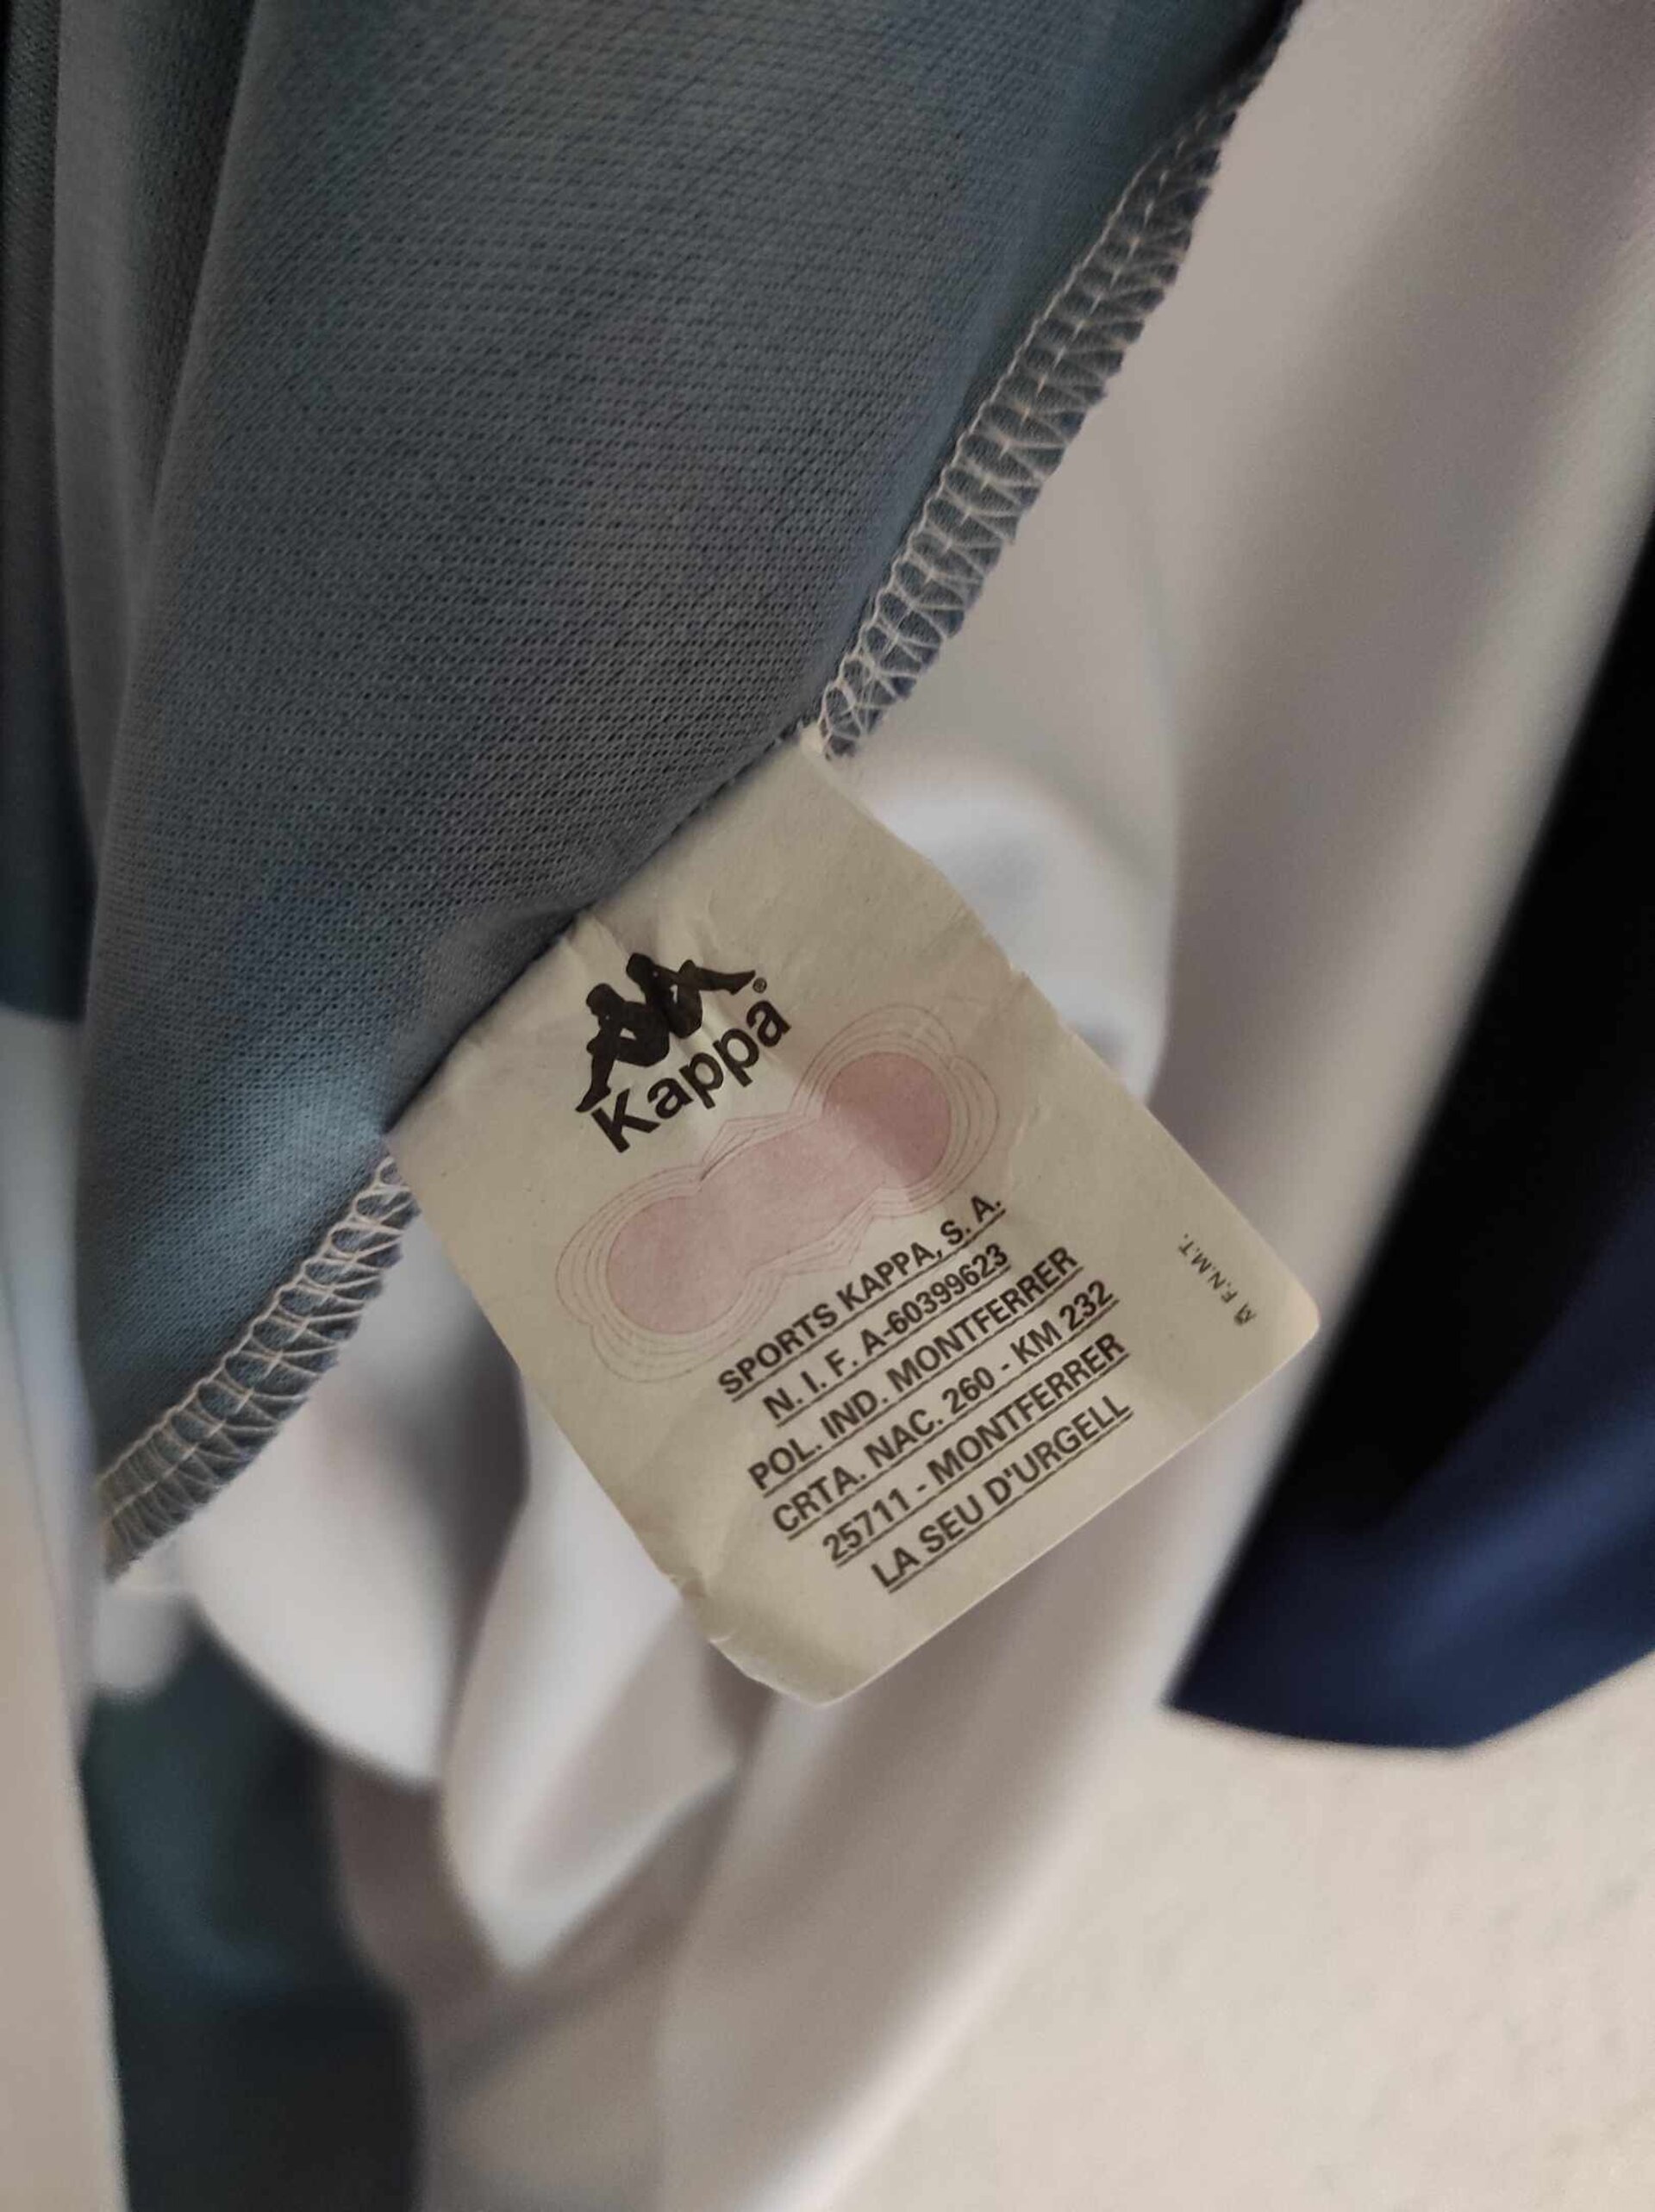 Kappa®
SPORTS KAPPA, S. A.
N. I. F. A-60399623
POL. IND. MONTFERRER
CRTA. NAC. 260 - KM 232
25711 - MONTFERRER
LA SEU D'URGELL
F.N.M.T.